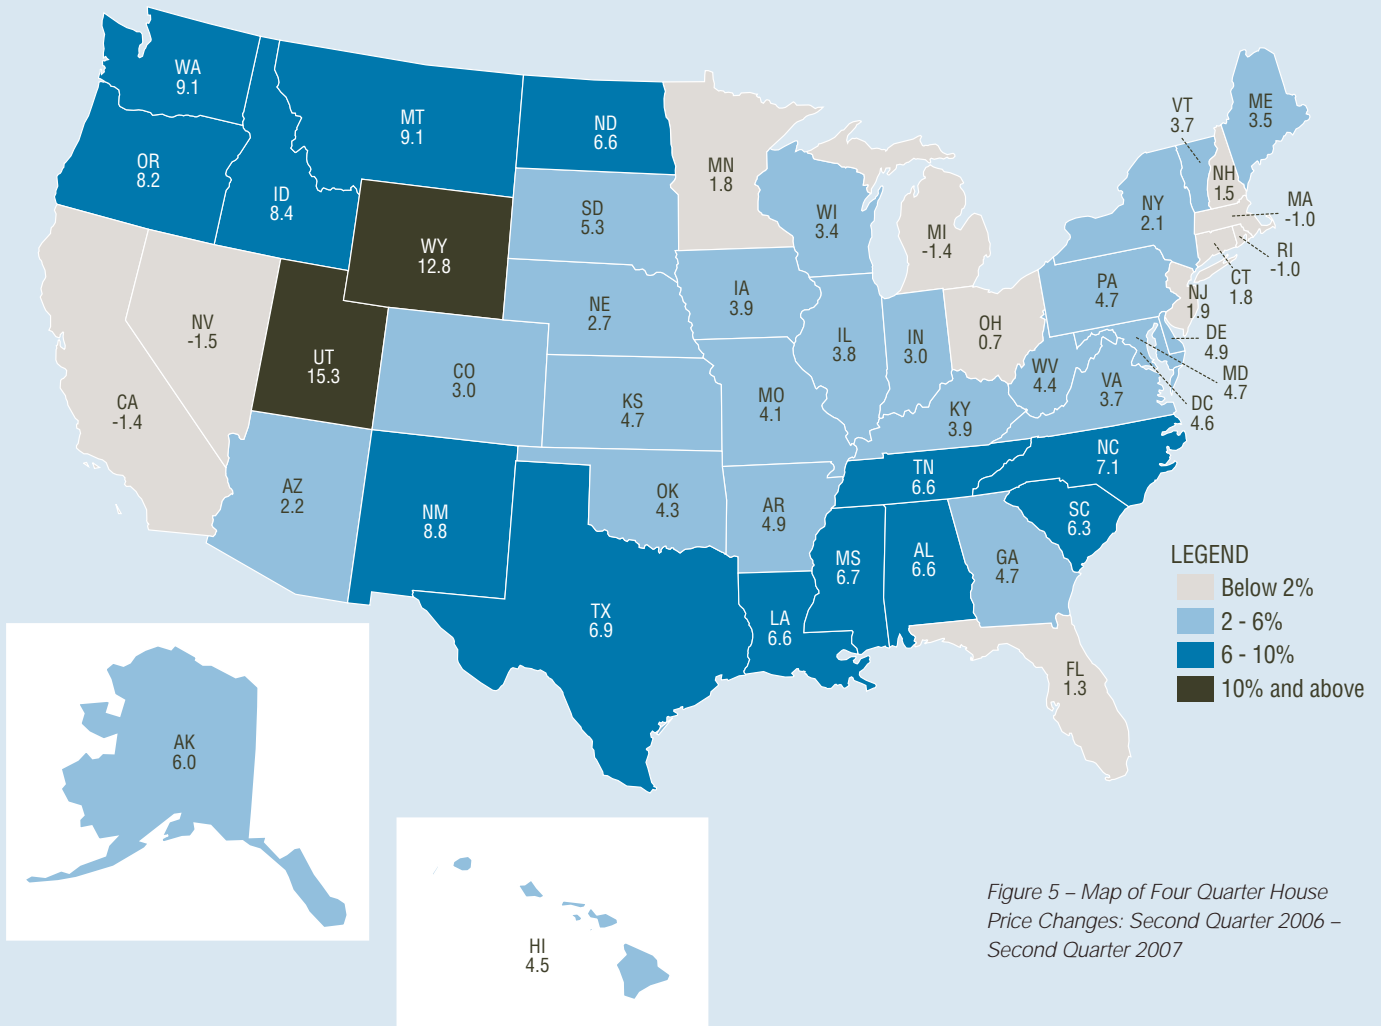 WA
9.1
MT
9.1
ND
6.6
OR
8.2
ID
8.4
MN
1.8
VT
3.7
ME
3.5
NH
1.5
MA
-1.0
NY
2.1
WI
3.4
SD
5.3
WY
12.8
MI
-1.4
RI
-1.0
CT
1.8
PA
4.7
NJ
1.9
IA
3.9
NE
2.7
NV
-1.5
UT
15.3
CO
3.0
IL
3.8
IN
3.0
OH
0.7
DE
4.9
MD
4.7
DC
4.6
WV
4.4
VA
3.7
CA
-1.4
KS
4.7
MO
4.1
KY
3.9
NC
7.1
TN
6.6
AZ
2.2
NM
8.8
OK
4.3
AR
4.9
SC
6.3
MS
6.7
AL
6.6
GA
4.7
TX
6.9
LA
6.6
FL
1.3
LEGEND
Below 2%
2 - 6%
6 - 10%
10% and above
AK
6.0
HI
4.5
Figure 5 – Map of Four Quarter House
Price Changes: Second Quarter 2006 –
Second Quarter 2007